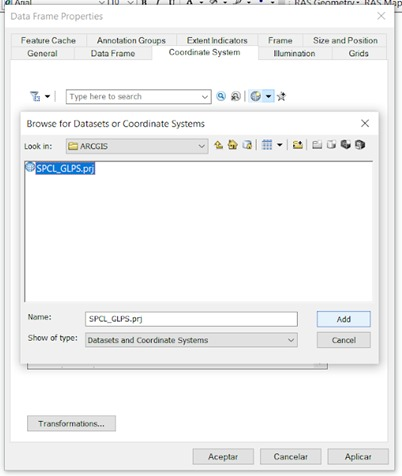 Arial
10
B I U A
RAS Geometry
RAS Map
Data Frame Properties
Feature Cache Annotation Groups Extent Indicators Frame Size and Position
General Data Frame Coordinate System Illumination Grids
Type here to search
Browse for Datasets or Coordinate Systems
Look in: ARCGIS
SPCL_GLPS.prj
Name: SPCL_GLPS.prj Add
Show of type: Datasets and Coordinate Systems Cancel
Transformations...
Aceptar Cancelar Aplicar